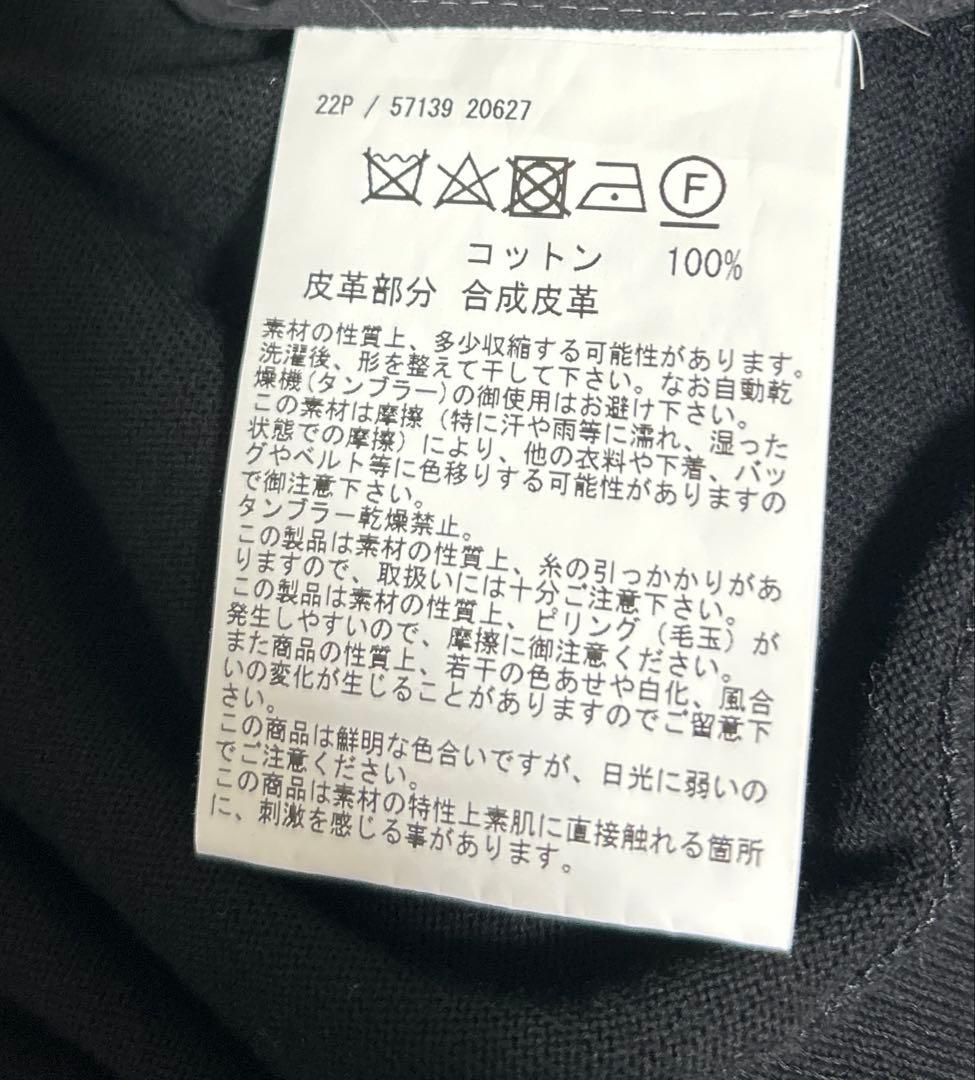 22P / 57139 20627
F
コットン 100%
皮革部分 合成皮革
素材の性質上、多少収縮する可能性があります。
洗濯後、形を整えて干して下さい。なお自動乾
燥機(タンブラー)の御使用はお避け下さい。
この素材は摩擦(特に汗や雨等に濡れ、湿った
状態での摩擦)により、他の衣料や下着、バッ
グやベルト等に色移りする可能性がありますの
で御注意下さい。
タンブラー乾燥禁止。
この製品は素材の性質上、糸の引っかかりがあ
りますので、取扱いには十分ご注意下さい。
この製品は素材の性質上、ピリング(毛玉)が
発生しやすいので、摩擦に御注意ください。
また商品の性質上、若干の色あせや白化、風合
いの変化が生じることがありますのでご留意下
さい。
この商品は鮮明な色合いですが、日光に弱いの
でご注意ください。
この商品は素材の特性上素肌に直接触れる箇所
に、刺激を感じる事があります。